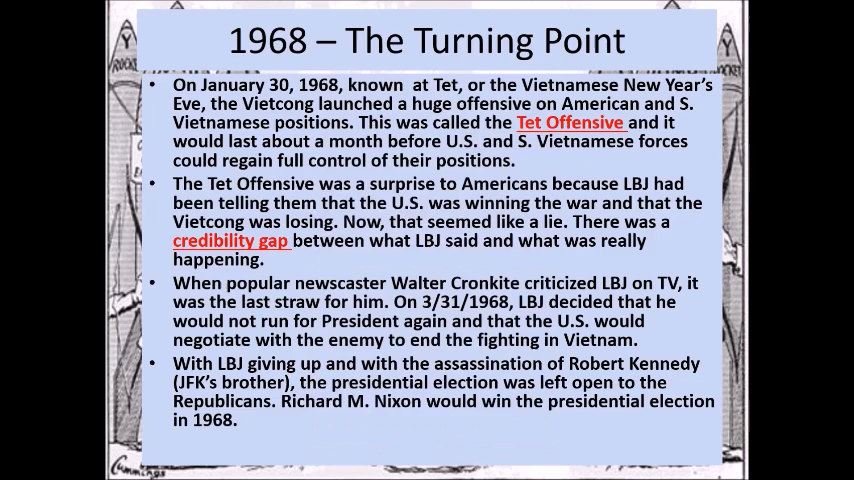 1968 – The Turning Point
• On January 30, 1968, known  at Tet, or the Vietnamese New Year's
Eve, the Vietcong launched a huge offensive on American and S.
Vietnamese positions. This was called the Tet Offensive and it
would last about a month before U.S. and S. Vietnamese forces
could regain full control of their positions.
• The Tet Offensive was a surprise to Americans because LBJ had
been telling them that the U.S. was winning the war and that the
Vietcong was losing. Now, that seemed like a lie. There was a
credibility gap between what LBJ said and what was really
happening.
• When popular newscaster Walter Cronkite criticized LBJ on TV, it
was the last straw for him. On 3/31/1968, LBJ decided that he
would not run for President again and that the U.S. would
negotiate with the enemy to end the fighting in Vietnam.
• With LBJ giving up and with the assassination of Robert Kennedy
(JFK's brother), the presidential election was left open to the
Republicans. Richard M. Nixon would win the presidential election
in 1968.
Cummings